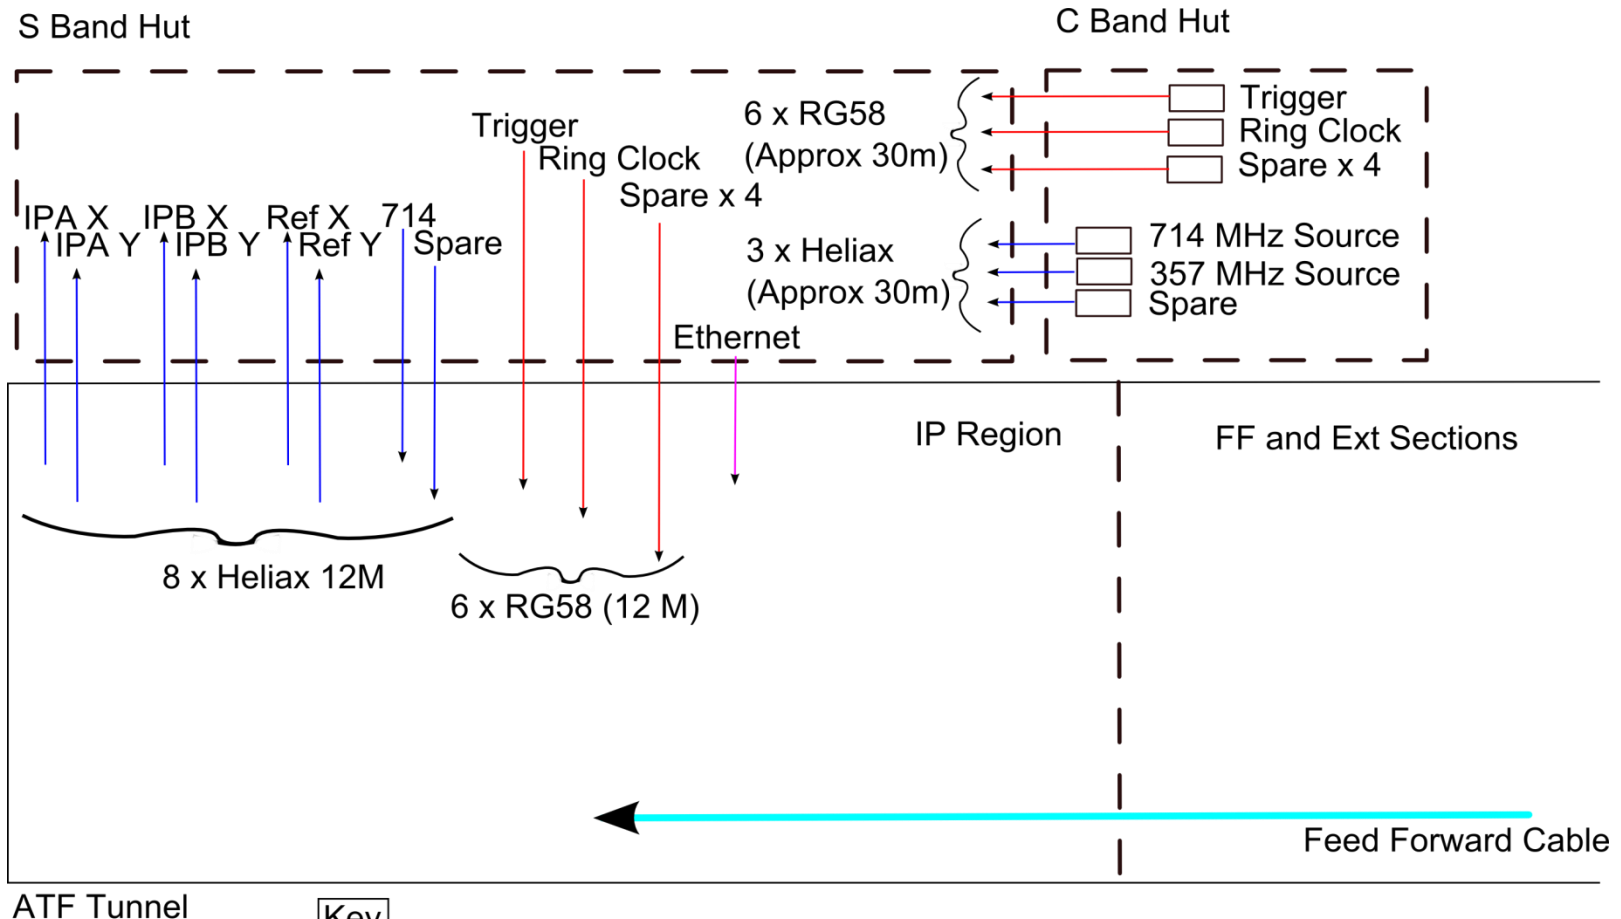 S Band Hut
C Band Hut
6 x RG58
(Approx 30m)
Trigger
Ring Clock
Spare x 4
Trigger
Ring Clock
Spare x 4
IPA X
IPB X
Ref X
714
IPA Y
IPB Y
Ref Y
Spare
3 x Heliax
(Approx 30m)
714 MHz Source
357 MHz Source
Spare
Ethernet
IP Region
FF and Ext Sections
8 x Heliax 12M
6 x RG58 (12 M)
Feed Forward Cable
ATF Tunnel
Key